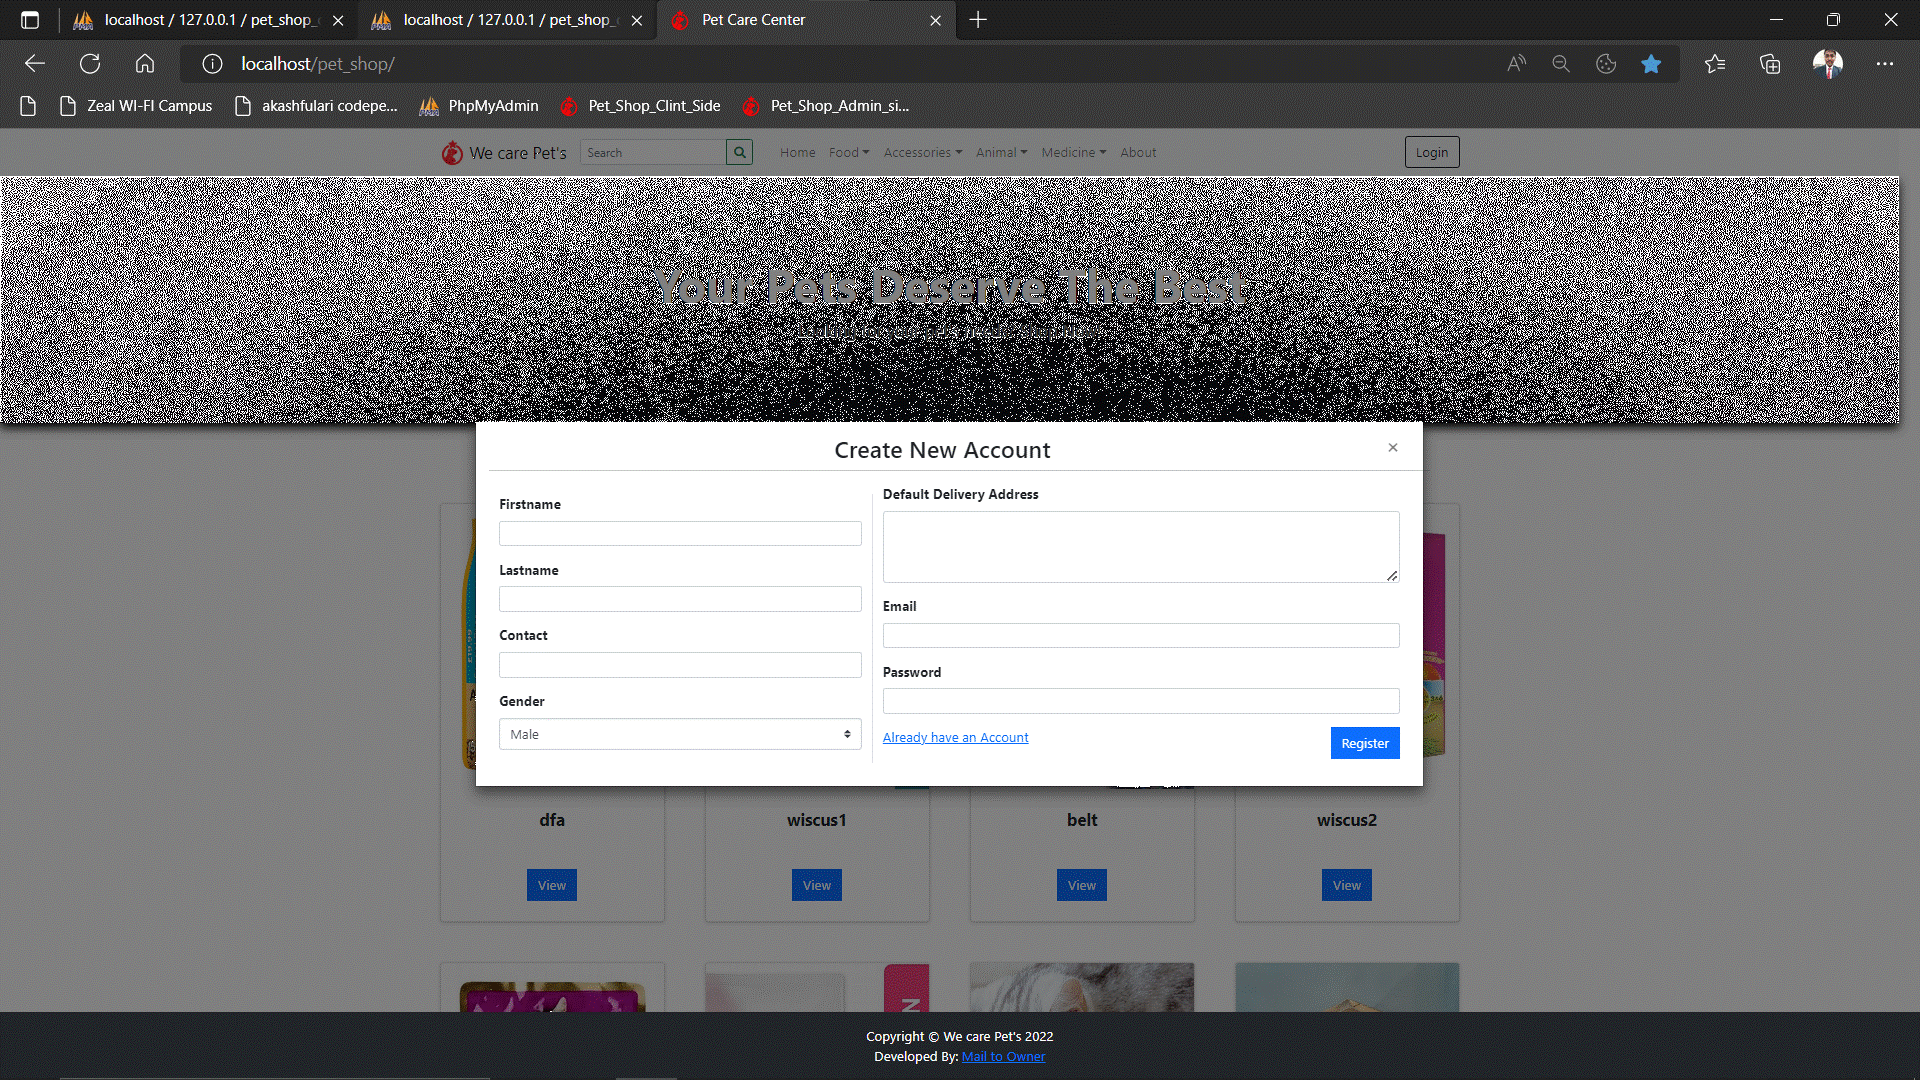 localhost / 127.0.0.1 / pet_shop_
localhost / 127.0.0.1 / pet_shop_
Pet Care Center
localhost/pet_shop/
Zeal WI-FI Campus
akashfulari codepe...
PhpMyAdmin
Pet_Shop_Clint_Side
Pet_Shop_Admin_si...
We care Pet's
Search
Home
Food
Accessories
Animal
Medicine
About
Login
Your Pets Deserve The Best
Create New Account
×
Firstname
Lastname
Contact
Gender
Male
Default Delivery Address
Email
Password
Already have an Account
Register
dfa
wiscus1
belt
wiscus2
View
View
View
View
Copyright © We care Pet's 2022
Developed By: Mail to Owner